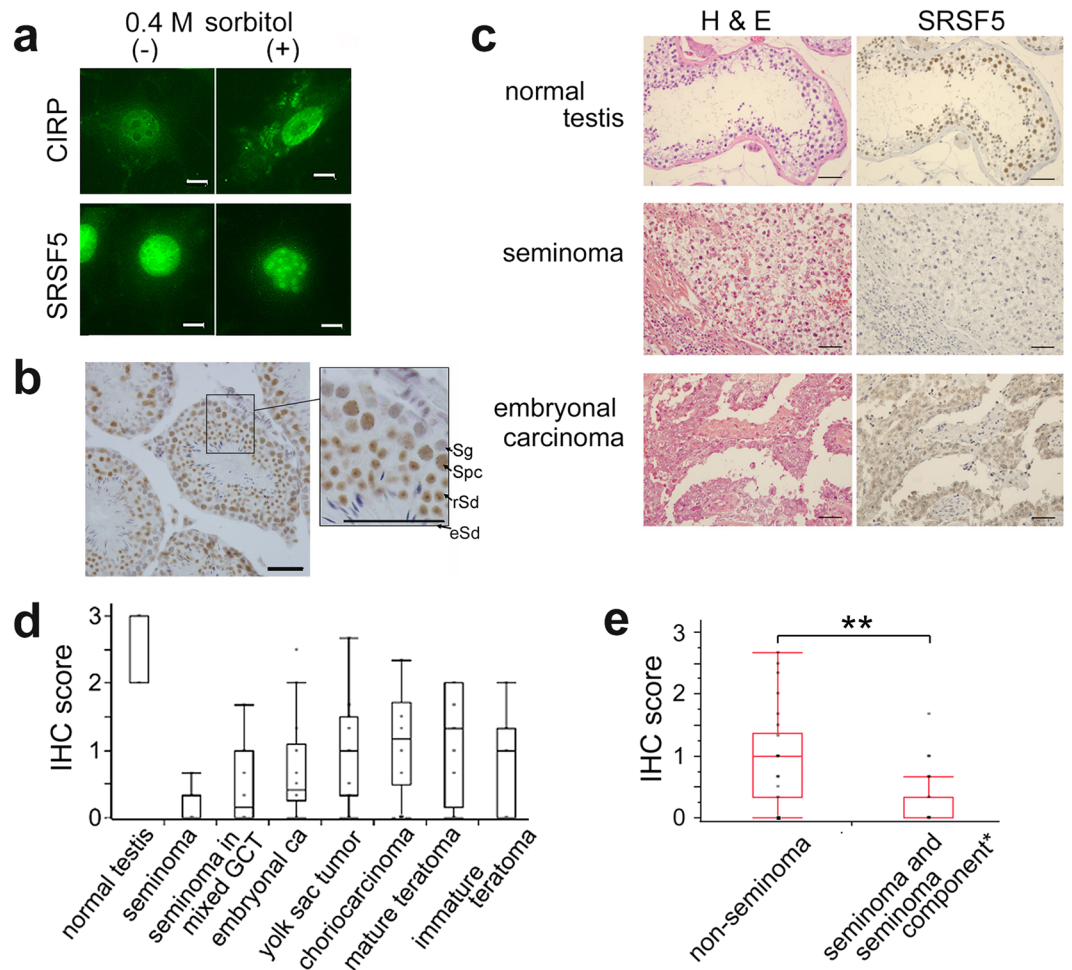 a
0.4 M sorbitol
(-)
(+)
CIRP
SRSF5
b
Sg
Spc
rSd
eSd
c
H & E
SRSF5
normal
testis
seminoma
embryonal
carcinoma
d
IHC score
3
2
1
0
normal testis
seminoma
seminoma in
mixed GCT
embryonal ca
yolk sac tumor
choriocarcinoma
mature teratoma
immature
teratoma
e
**
IHC score
3
2
1
0
non-seminoma
seminoma and
seminoma
component*